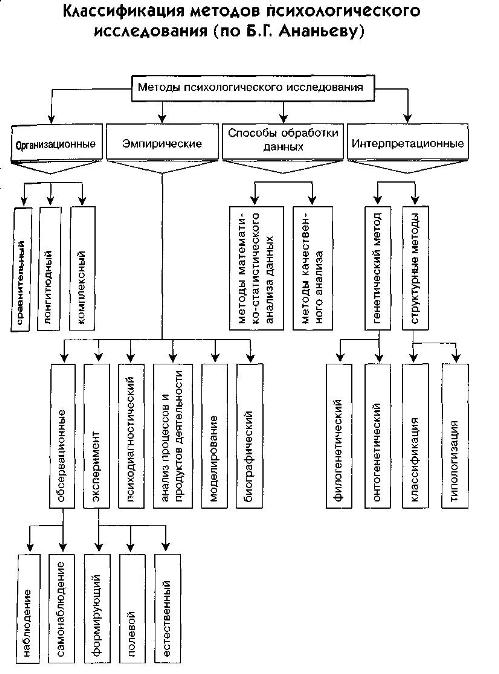 Классификация методов психологического
исследования (по Б.Г. Ананьеву)
Методы психологического исследования
Организационные
Эмпирические
Способы обработки
данных
Интерпретационные
сравнительный
лонгитюдный
комплексный
методы математи-
ко-статистического
анализа данных
методы качествен-
ного анализа
генетический метод
структурные методы
обсервационные
эксперимент
психодиагностический
анализ процессов и
продуктов деятельности
моделирование
биографический
филогенетический
онтогенетический
классификация
типологизация
наблюдение
самонаблюдение
формирующий
полевой
естественный